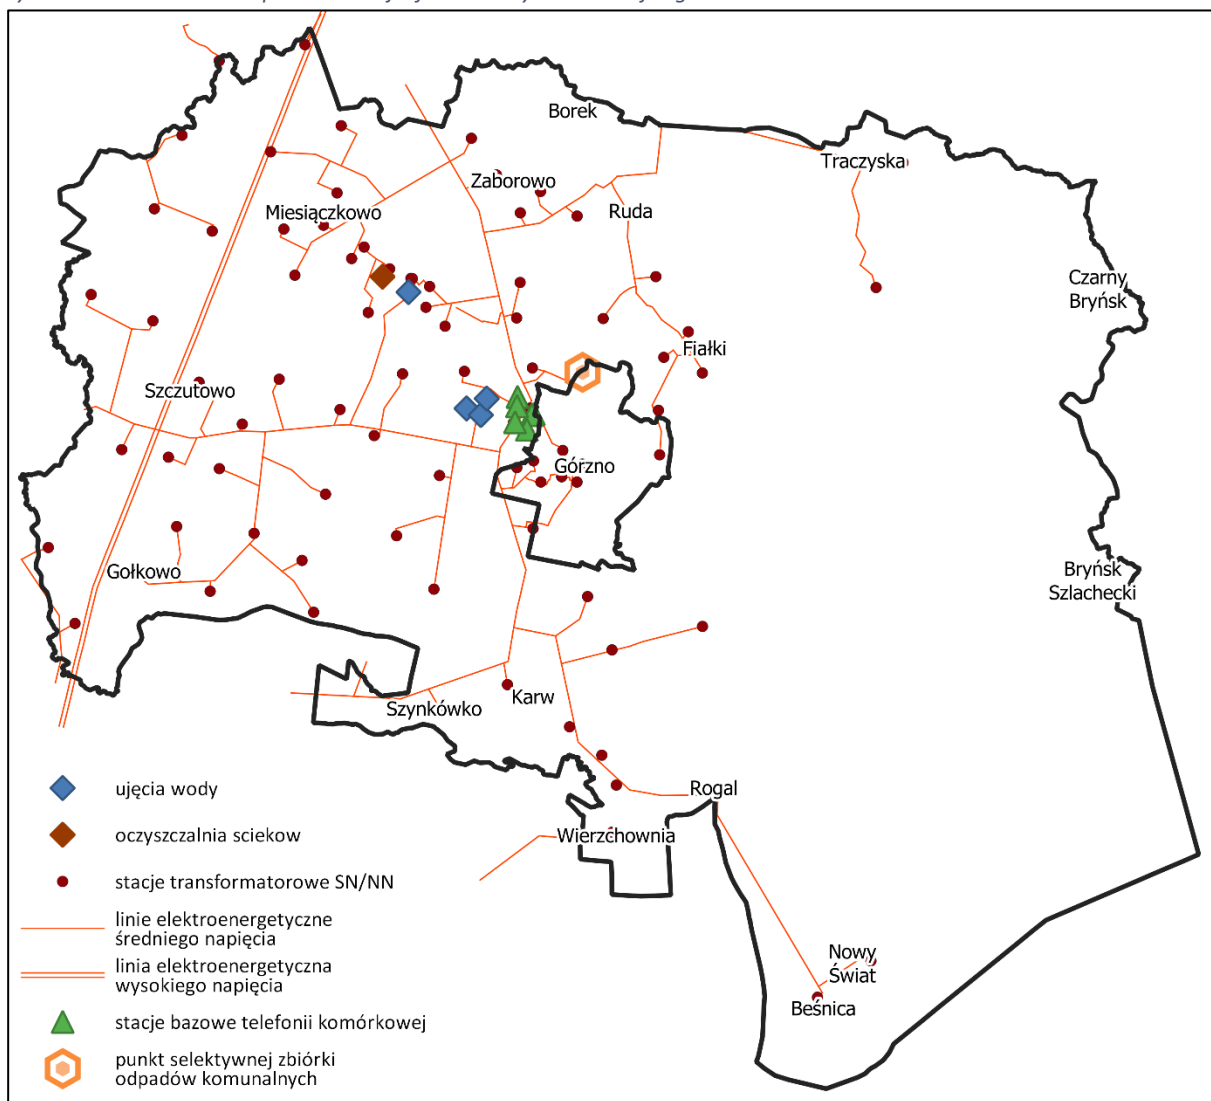 Borek
Traczyska
Zaborowo
Miesiączkowo
Ruda
Czarny
Bryńsk
Fiałki
Szczutowo
Górzno
Gołkowo
Bryńsk
Szlachecki
Karw
Szynkówko
Rogal
Wierzchownia
Nowy
Świat
Beśnica
ujęcia wody
oczyszczalnia sciekow
stacje transformatorowe SN/NN
linie elektroenergetyczne
średniego napięcia
linia elektroenergetyczna
wysokiego napięcia
stacje bazowe telefonii komórkowej
punkt selektywnej zbiórki
odpadów komunalnych